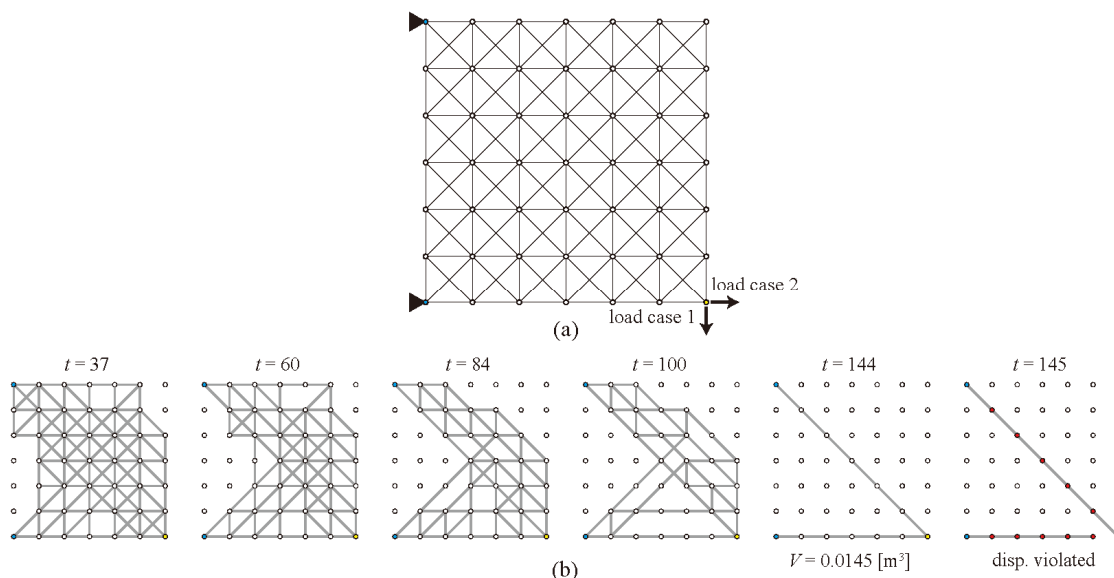 load case 2
load case 1
(a)
t = 37
t = 60
t = 84
t = 100
t = 144
t = 145
V = 0.0145 [m³]
disp. violated
(b)